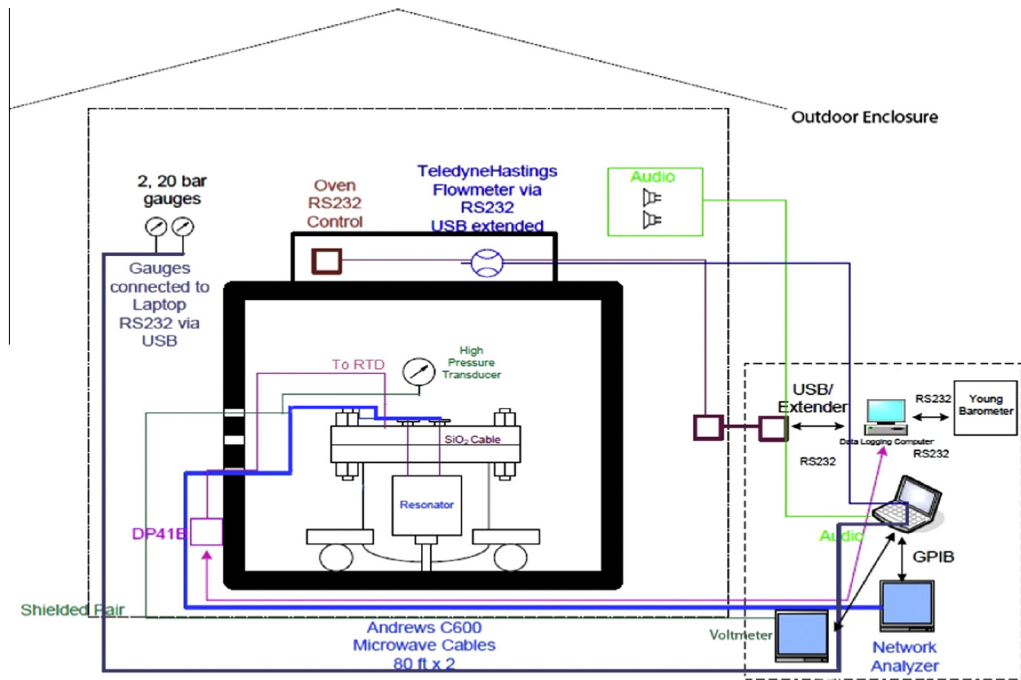 Outdoor Enclosure
2, 20 bar
gauges
Oven
RS232
Control
TeledyneHastings
Flowmeter via
RS232
USB extended
Audio
Gauges
connected to
Laptop
RS232 via
USB
To RTD
High
Pressure
Transducer
SiO2 Cable
Resonator
DP41B
Shielded Pair
Andrews C600
Microwave Cables
80 ft x 2
USB/
Extender
RS232
Data Logging Computer
RS232
RS232
Young
Barometer
Audio
GPIB
Voltmeter
Network
Analyzer